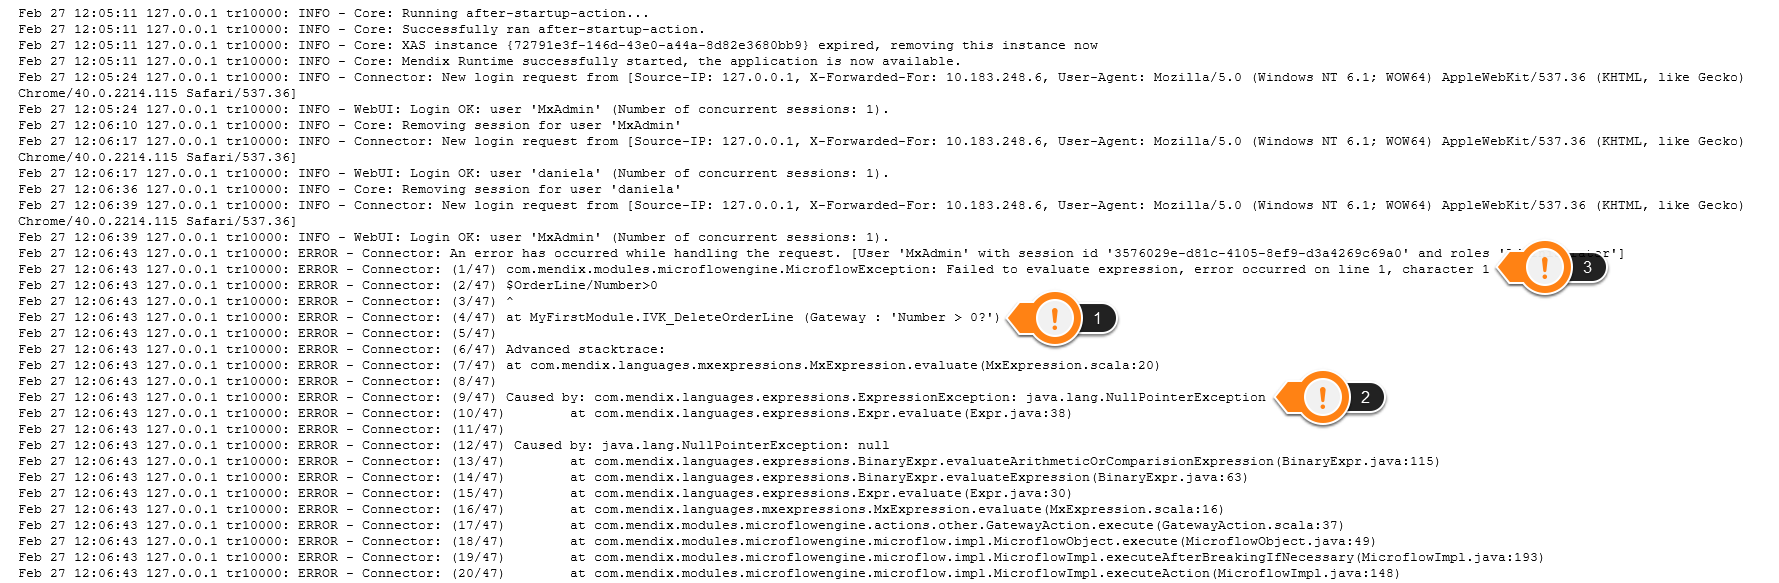 Feb 27 12:05:11 127.0.0.1 tr10000: INFO - Core: Running after-startup-action...
Feb 27 12:05:11 127.0.0.1 tr10000: INFO - Core: Successfully ran after-startup-action.
Feb 27 12:05:11 127.0.0.1 tr10000: INFO - Core: XAS instance {72791e3f-146d-43e0-a44a-8d82e3680bb9} expired, removing this instance now
Feb 27 12:05:11 127.0.0.1 tr10000: INFO - Core: Mendix Runtime successfully started, the application is now available.
Feb 27 12:05:24 127.0.0.1 tr10000: INFO - Connector: New login request from [Source-IP: 127.0.0.1, X-Forwarded-For: 10.183.248.6, User-Agent: Mozilla/5.0 (Windows NT 6.1; WOW64) AppleWebKit/537.36 (KHTML, like Gecko)
Chrome/40.0.2214.115 Safari/537.36]
Feb 27 12:05:24 127.0.0.1 tr10000: INFO - WebUI: Login OK: user 'MxAdmin' (Number of concurrent sessions: 1).
Feb 27 12:06:10 127.0.0.1 tr10000: INFO - Core: Removing session for user 'MxAdmin'
Feb 27 12:06:17 127.0.0.1 tr10000: INFO - Connector: New login request from [Source-IP: 127.0.0.1, X-Forwarded-For: 10.183.248.6, User-Agent: Mozilla/5.0 (Windows NT 6.1; WOW64) AppleWebKit/537.36 (KHTML, like Gecko)
Chrome/40.0.2214.115 Safari/537.36]
Feb 27 12:06:17 127.0.0.1 tr10000: INFO - WebUI: Login OK: user 'daniela' (Number of concurrent sessions: 1).
Feb 27 12:06:36 127.0.0.1 tr10000: INFO - Core: Removing session for user 'daniela'
Feb 27 12:06:39 127.0.0.1 tr10000: INFO - Connector: New login request from [Source-IP: 127.0.0.1, X-Forwarded-For: 10.183.248.6, User-Agent: Mozilla/5.0 (Windows NT 6.1; WOW64) AppleWebKit/537.36 (KHTML, like Gecko)
Chrome/40.0.2214.115 Safari/537.36]
Feb 27 12:06:39 127.0.0.1 tr10000: INFO - WebUI: Login OK: user 'MxAdmin' (Number of concurrent sessions: 1).
Feb 27 12:06:43 127.0.0.1 tr10000: ERROR - Connector: An error has occurred while handling the request. [User 'MxAdmin' with session id '3576029e-d81c-4105-8ef9-d3a4269c69a0' and roles
Feb 27 12:06:43 127.0.0.1 tr10000: ERROR - Connector: (1/47) com.mendix.modules.microflowengine.MicroflowException: Failed to evaluate expression, error occurred on line 1, character 1 ! 3
Feb 27 12:06:43 127.0.0.1 tr10000: ERROR - Connector: (2/47) $OrderLine/Number>0
Feb 27 12:06:43 127.0.0.1 tr10000: ERROR - Connector: (3/47) ^
Feb 27 12:06:43 127.0.0.1 tr10000: ERROR - Connector: (4/47) at MyFirstModule.IVK_DeleteOrderLine (Gateway : 'Number > 0?') ! 1
Feb 27 12:06:43 127.0.0.1 tr10000: ERROR - Connector: (5/47)
Feb 27 12:06:43 127.0.0.1 tr10000: ERROR - Connector: (6/47) Advanced stacktrace:
Feb 27 12:06:43 127.0.0.1 tr10000: ERROR - Connector: (7/47) at com.mendix.languages.mxexpressions.MxExpression.evaluate(MxExpression.scala:20)
Feb 27 12:06:43 127.0.0.1 tr10000: ERROR - Connector: (8/47)
Feb 27 12:06:43 127.0.0.1 tr10000: ERROR - Connector: (9/47) Caused by: com.mendix.languages.expressions.ExpressionException: java.lang.NullPointerException ! 2
Feb 27 12:06:43 127.0.0.1 tr10000: ERROR - Connector: (10/47) at com.mendix.languages.expressions.Expr.evaluate(Expr.java:38)
Feb 27 12:06:43 127.0.0.1 tr10000: ERROR - Connector: (11/47)
Feb 27 12:06:43 127.0.0.1 tr10000: ERROR - Connector: (12/47) Caused by: java.lang.NullPointerException: null
Feb 27 12:06:43 127.0.0.1 tr10000: ERROR - Connector: (13/47) at com.mendix.languages.expressions.BinaryExpr.evaluateArithmeticOrComparisionExpression(BinaryExpr.java:115)
Feb 27 12:06:43 127.0.0.1 tr10000: ERROR - Connector: (14/47) at com.mendix.languages.expressions.BinaryExpr.evaluateExpression(BinaryExpr.java:63)
Feb 27 12:06:43 127.0.0.1 tr10000: ERROR - Connector: (15/47) at com.mendix.languages.expressions.Expr.evaluate(Expr.java:30)
Feb 27 12:06:43 127.0.0.1 tr10000: ERROR - Connector: (16/47) at com.mendix.languages.mxexpressions.MxExpression.evaluate(MxExpression.scala:16)
Feb 27 12:06:43 127.0.0.1 tr10000: ERROR - Connector: (17/47) at com.mendix.modules.microflowengine.actions.other.GatewayAction.execute(GatewayAction.scala:37)
Feb 27 12:06:43 127.0.0.1 tr10000: ERROR - Connector: (18/47) at com.mendix.modules.microflowengine.microflow.impl.MicroflowObject.execute(MicroflowObject.java:49)
Feb 27 12:06:43 127.0.0.1 tr10000: ERROR - Connector: (19/47) at com.mendix.modules.microflowengine.microflow.impl.MicroflowImpl.executeAfterBreakingIfNecessary(MicroflowImpl.java:193)
Feb 27 12:06:43 127.0.0.1 tr10000: ERROR - Connector: (20/47) at com.mendix.modules.microflowengine.microflow.impl.MicroflowImpl.executeAction(MicroflowImpl.java:148)